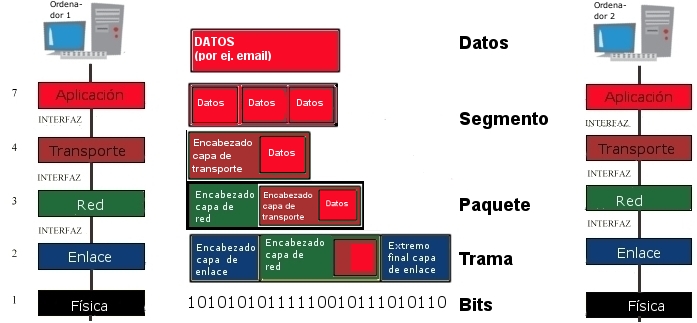 Ordena-
dor 1
Ordena-
dor 2
DATOS
(por ej. email)
Datos
7
Aplicación
Datos
Datos
Datos
Segmento
Aplicación
INTERFAZ
INTERFAZ.
4
Transporte
Encabezado
capa de
transporte
Datos
Transporte
INTERFAZ
INTERFAZ
3
Red
Encabezado
capa de
red
Encabezado
capa de
transporte
Datos
Paquete
Red
INTERFAZ
INTERFAZ
2
Enlace
Encabezado
capa de
enlace
Encabezado
capa de
red
Extremo
final capa
de enlace
Trama
Enlace
1
Física
1010101011111001011101010110
Bits
Física